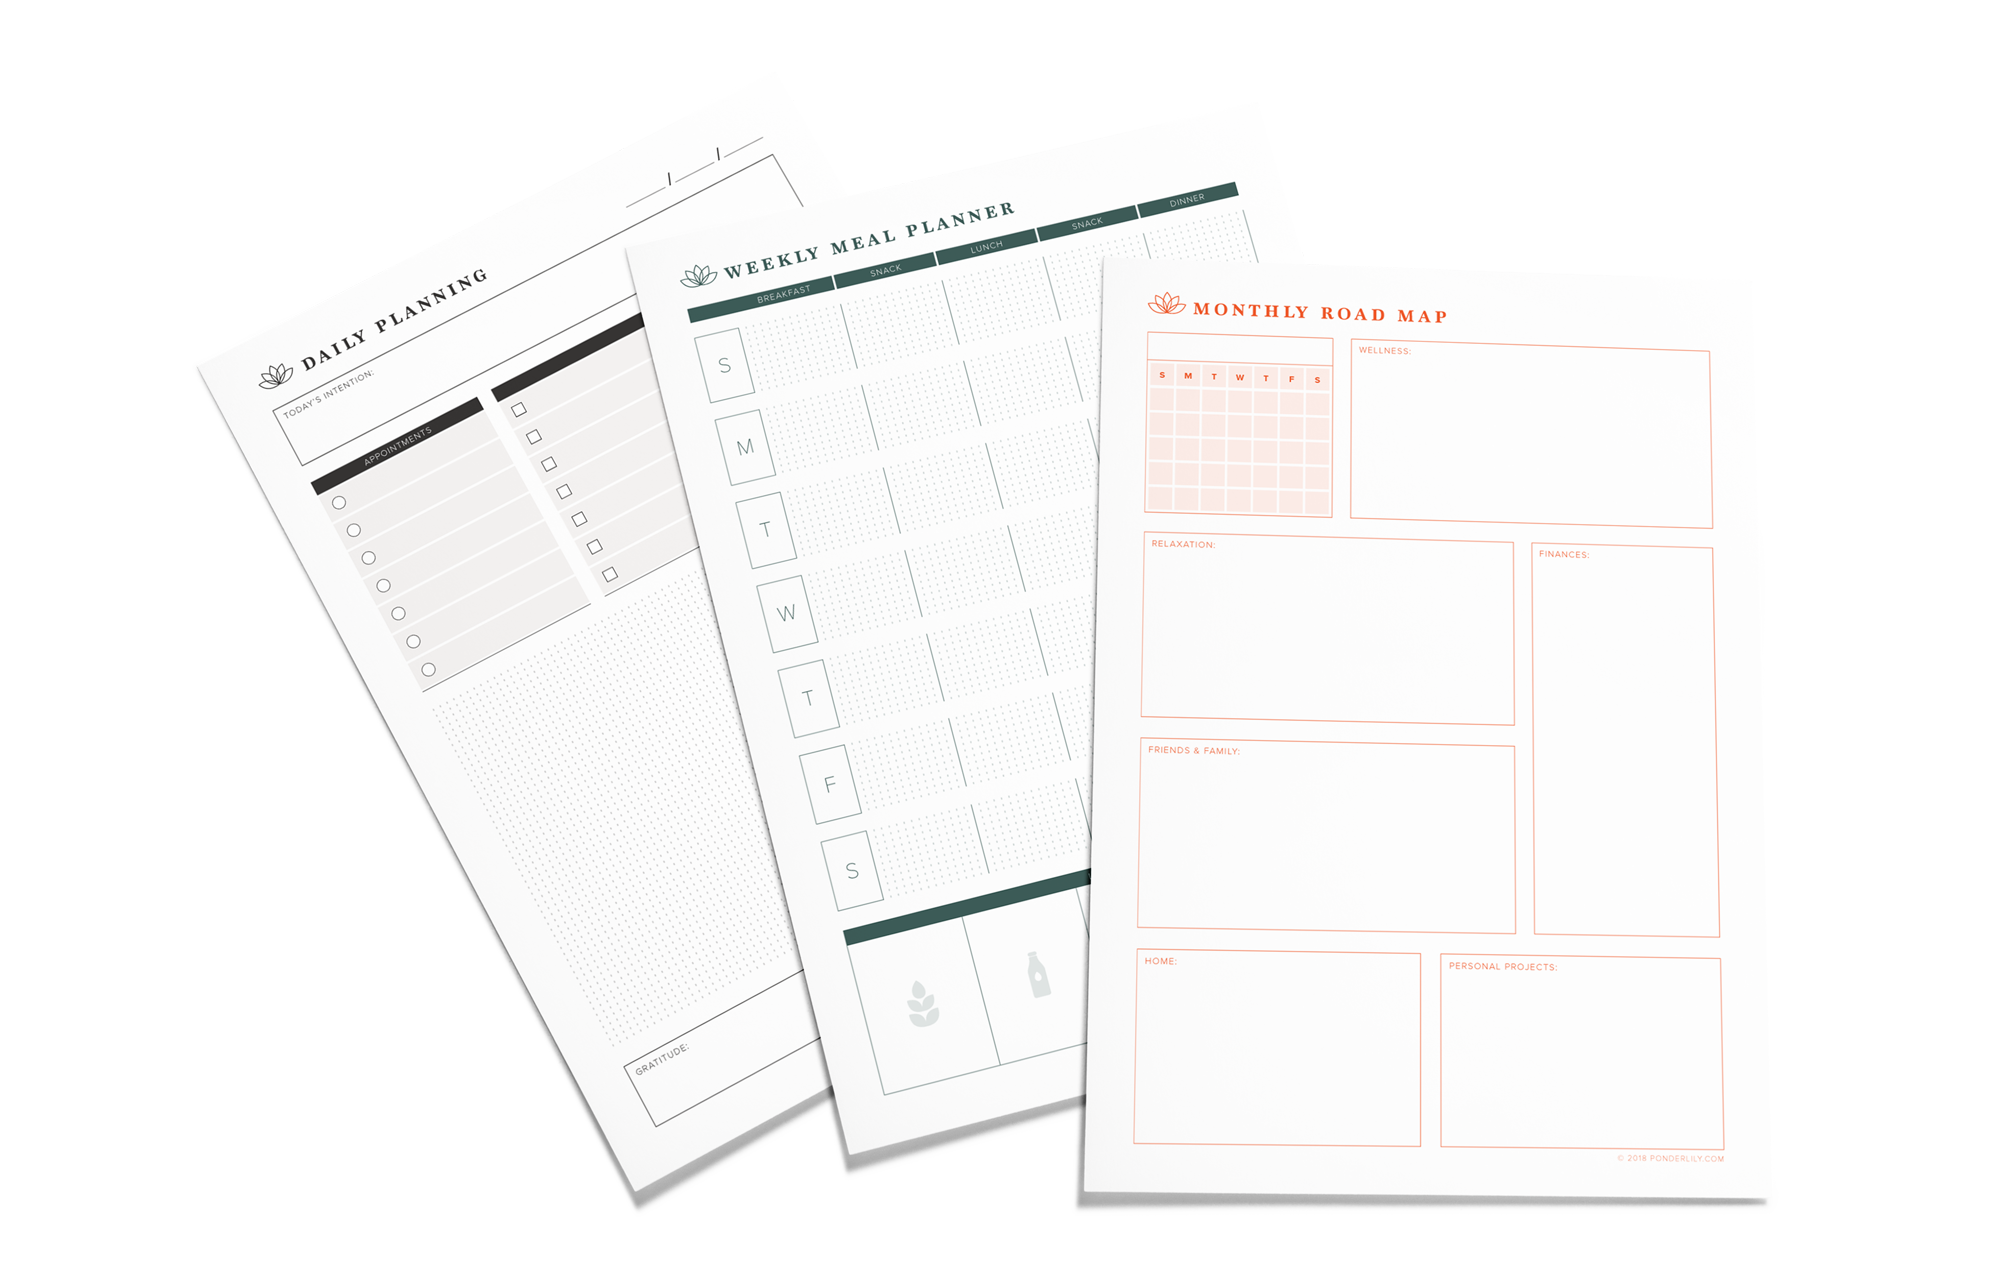 DAILY PLANNING
/ /
TODAY'S INTENTION:
APPOINTMENTS
GRATITUDE:
WEEKLY MEAL PLANNER
BREAKFAST SNACK LUNCH SNACK DINNER
S
M
T
W
T
F
S
MONTHLY ROAD MAP
S M T W T F S
WELLNESS:
RELAXATION:
FINANCES:
FRIENDS & FAMILY:
HOME:
PERSONAL PROJECTS:
© 2018 PONDERLILY.COM